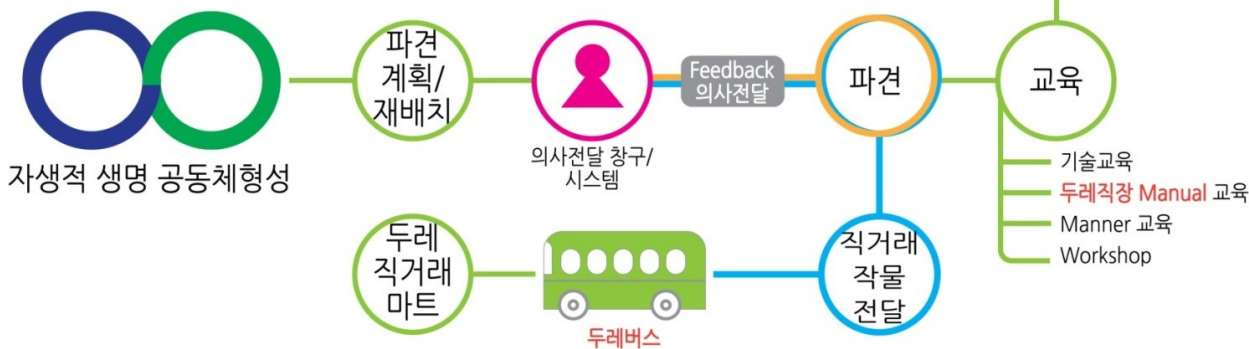 자생적 생명 공동체형성
파견
계획/
재배치
의사전달 창구/
시스템
Feedback
의사전달
파견
교육
기술교육
두레직장 Manual 교육
Manner 교육
Workshop
두레
직거래
마트
두레버스
직거래
작물
전달